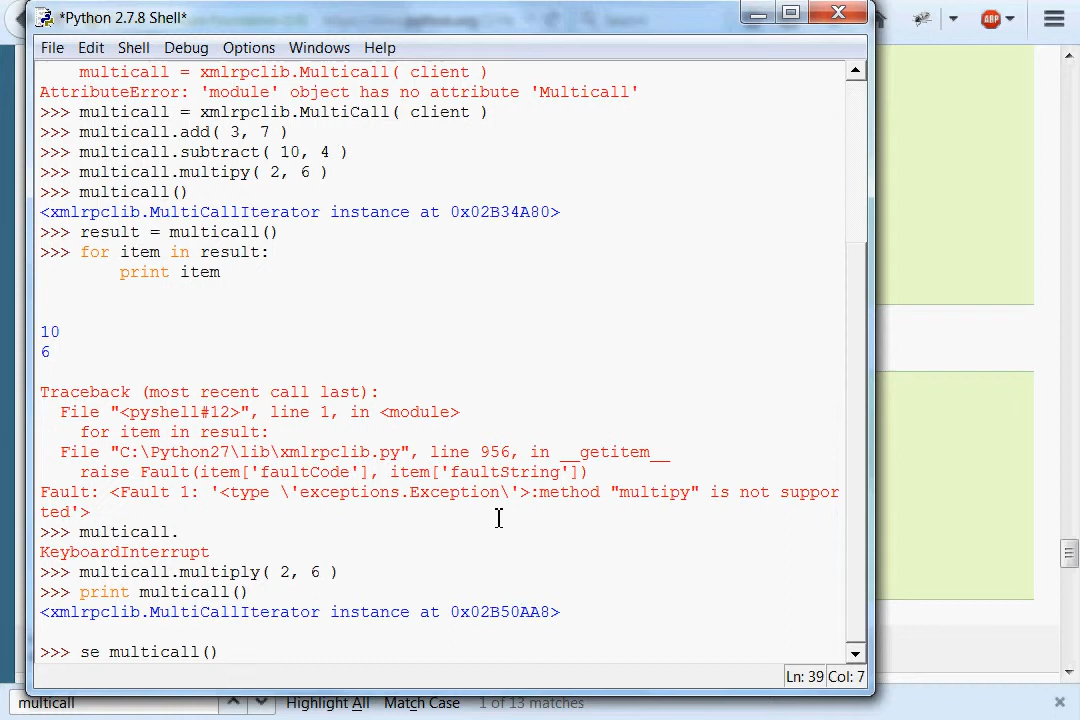 *Python 2.7.8 Shell*
File Edit Shell Debug Options Windows Help
multicall = xmlrpclib.Multicall( client )
AttributeError: 'module' object has no attribute 'Multicall'
>>> multicall = xmlrpclib.MultiCall( client )
>>> multicall.add( 3, 7 )
>>> multicall.subtract( 10, 4 )
>>> multicall.multipy( 2, 6 )
>>> multicall()
<xmlrpclib.MultiCallIterator instance at 0x02B34A80>
>>> result = multicall()
>>> for item in result:
print item
10
6
Traceback (most recent call last):
File "<pyshell#12>", line 1, in <module>
for item in result:
File "C:\Python27\lib\xmlrpclib.py", line 956, in __getitem__
raise Fault(item['faultCode'], item['faultString'])
Fault: <Fault 1: '<type \'exceptions.Exception\'>:method "multipy" is not suppor
ted'>
>>> multicall.
KeyboardInterrupt
>>> multicall.multiply( 2, 6 )
>>> print multicall()
<xmlrpclib.MultiCallIterator instance at 0x02B50AA8>
>>> se multicall()
Ln: 39 Col: 7
multicall Highlight All Match Case 1 of 13 matches
ABP